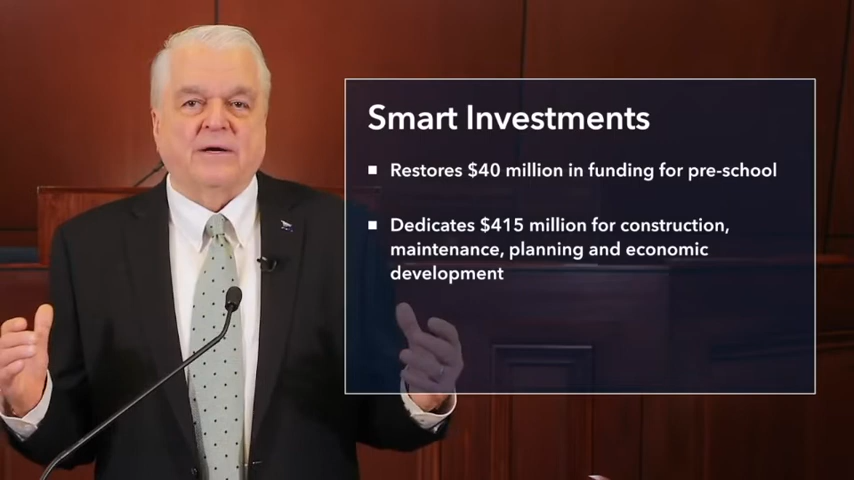 Smart Investments
Restores $40 million in funding for pre-school
Dedicates $415 million for construction,
maintenance, planning and economic
development